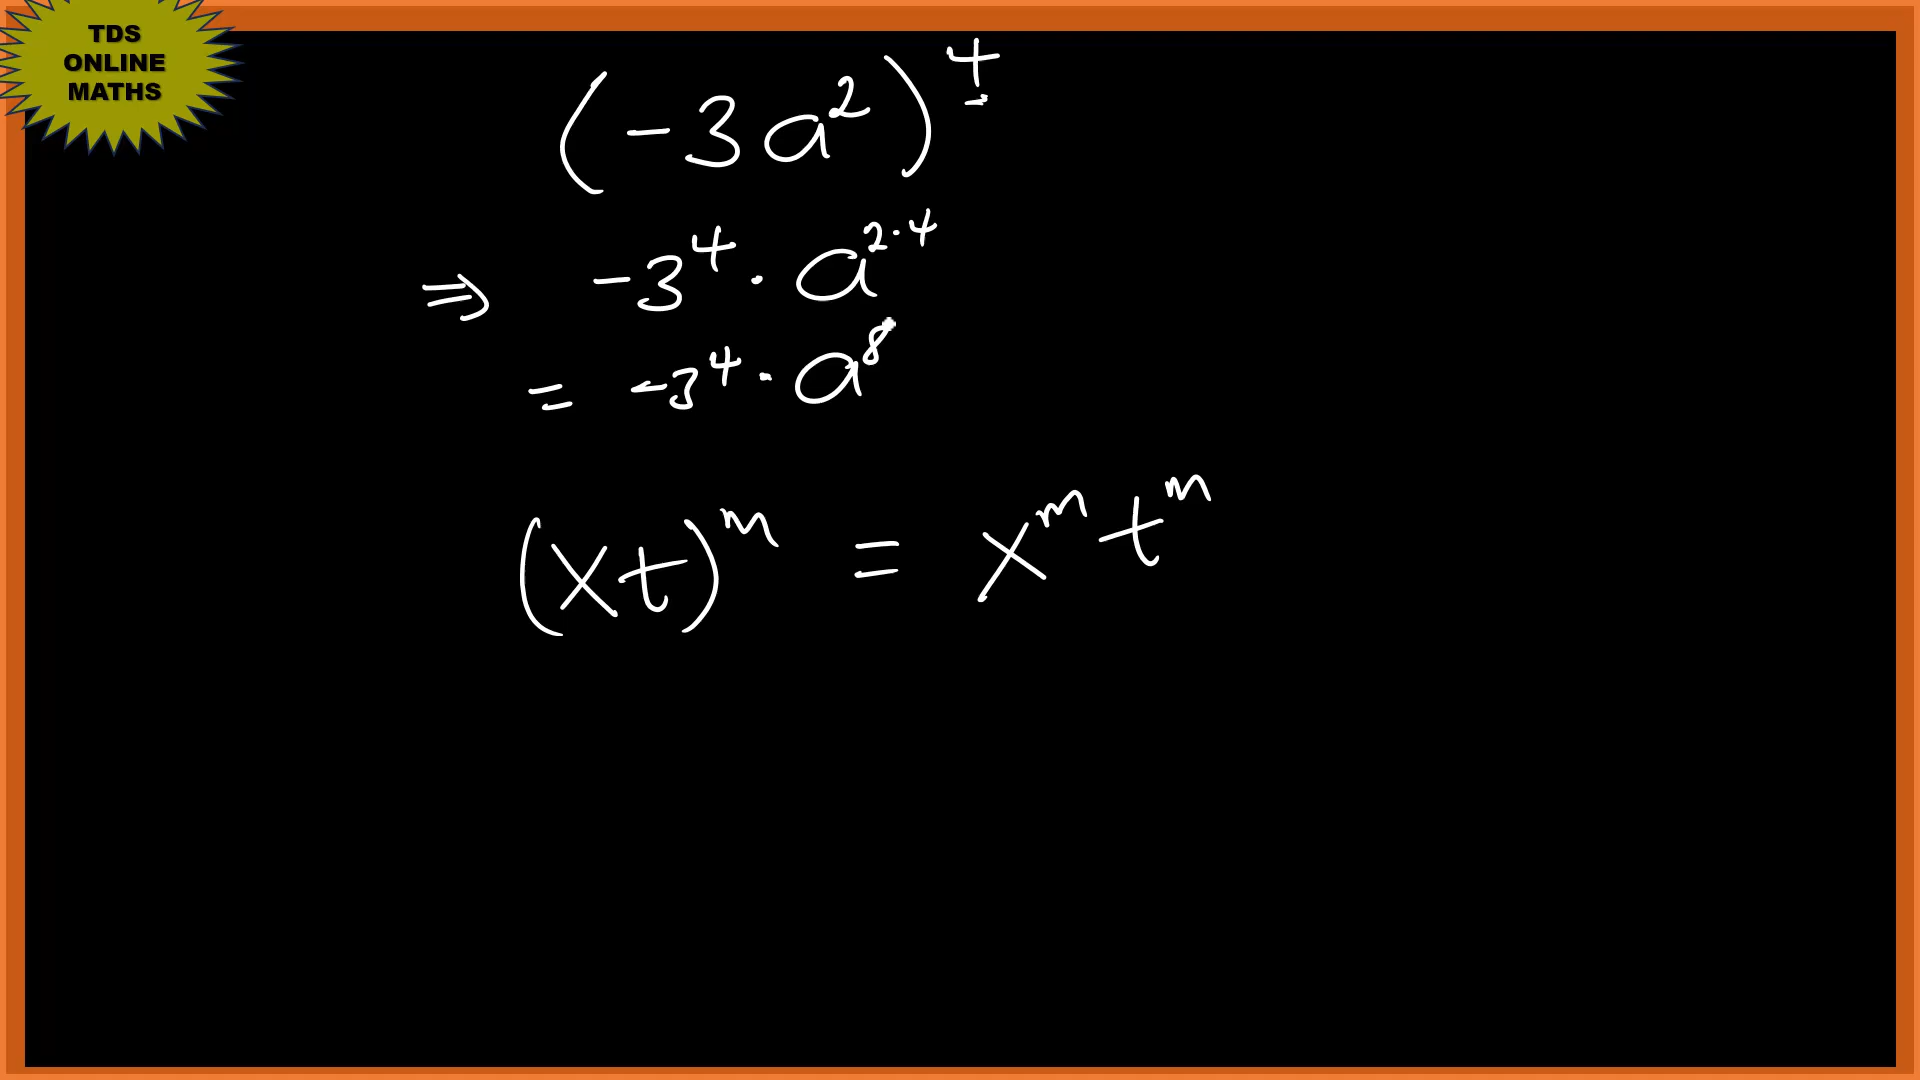 TDS
ONLINE
MATHS
(-3a²)⁴
⇒ -3⁴ · a²·⁴
= -3⁴ · a⁸
(xt)ᵐ = xᵐtᵐ